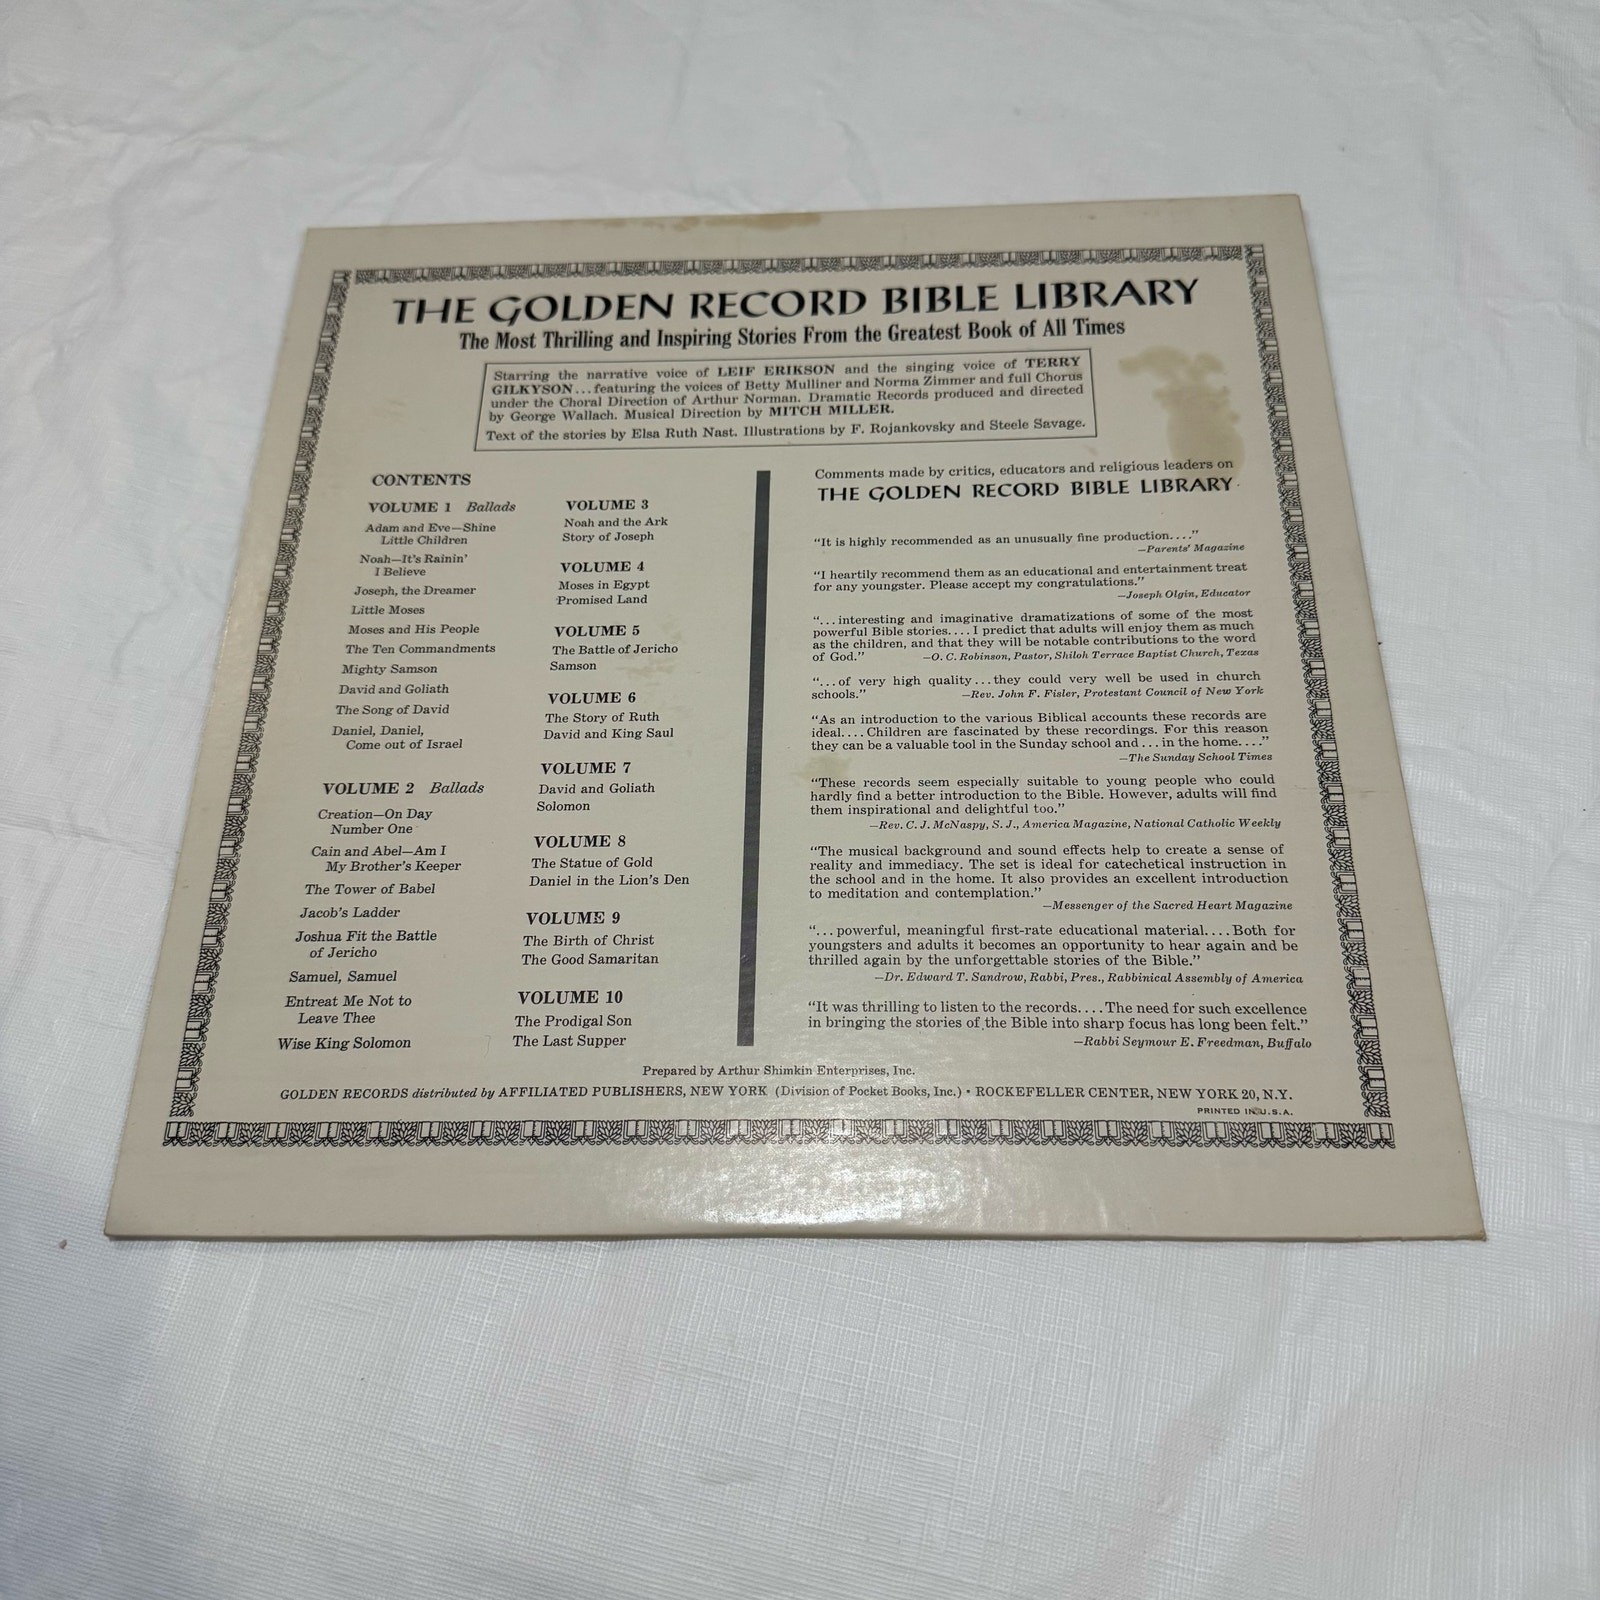 THE GOLDEN RECORD BIBLE LIBRARY
The Most Thrilling and Inspiring Stories From the Greatest Book of All Times
Starring the narrative voice of LEIF ERIKSON and the singing voice of TERRY
GILKYSON...featuring the voices of Betty Mulliner and Norma Zimmer and full Chorus
under the Choral Direction of Arthur Norman. Dramatic Records produced and directed
by George Wallach. Musical Direction by MITCH MILLER.
Text of the stories by Elsa Ruth Nast. Illustrations by F. Rojankovsky and Steele Savage.
CONTENTS
VOLUME 1 Ballads
Adam and Eve—Shine
Little Children
Noah—It's Rainin'
I Believe
Joseph, the Dreamer
Little Moses
Moses and His People
The Ten Commandments
Mighty Samson
David and Goliath
The Song of David
Daniel, Daniel,
Come out of Israel
VOLUME 2 Ballads
Creation—On Day
Number One
Cain and Abel—Am I
My Brother's Keeper
The Tower of Babel
Jacob's Ladder
Joshua Fit the Battle
of Jericho
Samuel, Samuel
Entreat Me Not to
Leave Thee
Wise King Solomon
VOLUME 3
Noah and the Ark
Story of Joseph
VOLUME 4
Moses in Egypt
Promised Land
VOLUME 5
The Battle of Jericho
Samson
VOLUME 6
The Story of Ruth
David and King Saul
VOLUME 7
David and Goliath
Solomon
VOLUME 8
The Statue of Gold
Daniel in the Lion's Den
VOLUME 9
The Birth of Christ
The Good Samaritan
VOLUME 10
The Prodigal Son
The Last Supper
Comments made by critics, educators and religious leaders on
THE GOLDEN RECORD BIBLE LIBRARY
"It is highly recommended as an unusually fine production...."
—Parents' Magazine
"I heartily recommend them as an educational and entertainment treat
for any youngster. Please accept my congratulations."
—Joseph Olgin, Educator
"...interesting and imaginative dramatizations of some of the most
powerful Bible stories.... I predict that adults will enjoy them as much
as the children, and that they will be notable contributions to the word
of God." —O. C. Robinson, Pastor, Shiloh Terrace Baptist Church, Texas
"...of very high quality...they could very well be used in church
schools." —Rev. John F. Fisler, Protestant Council of New York
"As an introduction to the various Biblical accounts these records are
ideal.... Children are fascinated by these recordings. For this reason
they can be a valuable tool in the Sunday school and ... in the home...."
—The Sunday School Times
"These records seem especially suitable to young people who could
hardly find a better introduction to the Bible. However, adults will find
them inspirational and delightful too."
—Rev. C. J. McNaspy, S. J., America Magazine, National Catholic Weekly
"The musical background and sound effects help to create a sense of
reality and immediacy. The set is ideal for catechetical instruction in
the school and in the home. It also provides an excellent introduction
to meditation and contemplation."
—Messenger of the Sacred Heart Magazine
"...powerful, meaningful first-rate educational material.... Both for
youngsters and adults it becomes an opportunity to hear again and be
thrilled again by the unforgettable stories of the Bible."
—Dr. Edward T. Sandrow, Rabbi, Pres., Rabbinical Assembly of America
"It was thrilling to listen to the records.... The need for such excellence
in bringing the stories of the Bible into sharp focus has long been felt."
—Rabbi Seymour E. Freedman, Buffalo
Prepared by Arthur Shimkin Enterprises, Inc.
GOLDEN RECORDS distributed by AFFILIATED PUBLISHERS, NEW YORK (Division of Pocket Books, Inc.) • ROCKEFELLER CENTER, NEW YORK 20, N.Y.
PRINTED IN U.S.A.